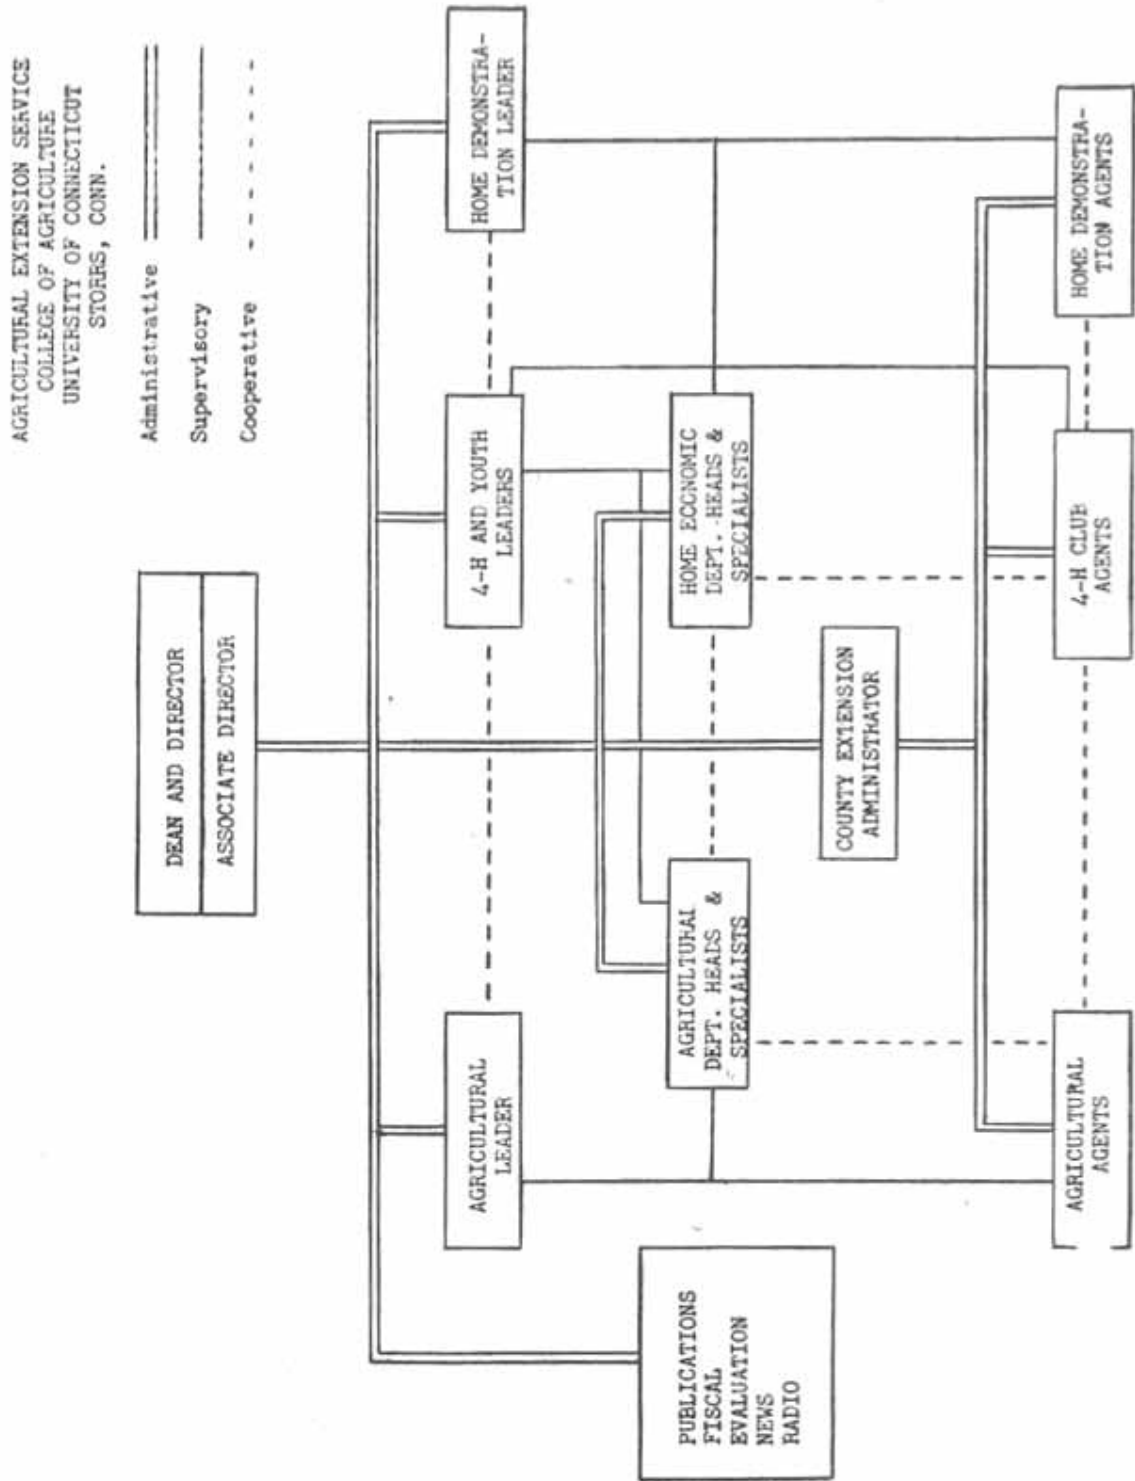 AGRICULTURAL EXTENSION SERVICE
COLLEGE OF AGRICULTURE
UNIVERSITY OF CONNECTICUT
STORRS, CONN.
Administrative
Supervisory
Cooperative
DEAN AND DIRECTOR
ASSOCIATE DIRECTOR
AGRICULTURAL
LEADER
4-H AND YOUTH
LEADERS
HOME DEMONSTRA-
TION LEADER
PUBLICATIONS
FISCAL
EVALUATION
NEWS
RADIO
AGRICULTURAL
DEPT. HEADS &
SPECIALISTS
HOME ECONOMIC
DEPT. HEADS &
SPECIALISTS
COUNTY EXTENSION
ADMINISTRATOR
AGRICULTURAL
AGENTS
4-H CLUB
AGENTS
HOME DEMONSTRA-
TION AGENTS